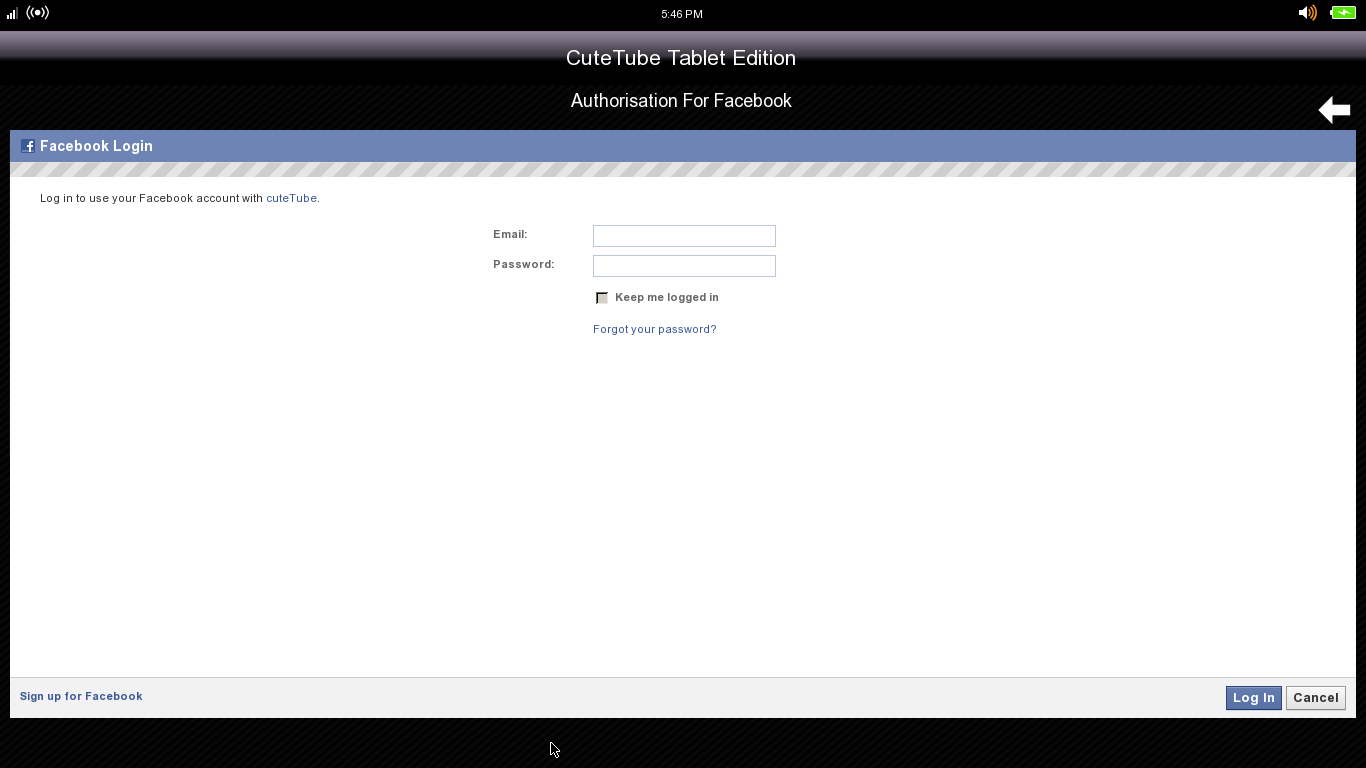 5:46 PM
CuteTube Tablet Edition
Authorisation For Facebook
Facebook Login
Log in to use your Facebook account with cuteTube.
Email:
Password:
Keep me logged in
Forgot your password?
Sign up for Facebook
Log In
Cancel